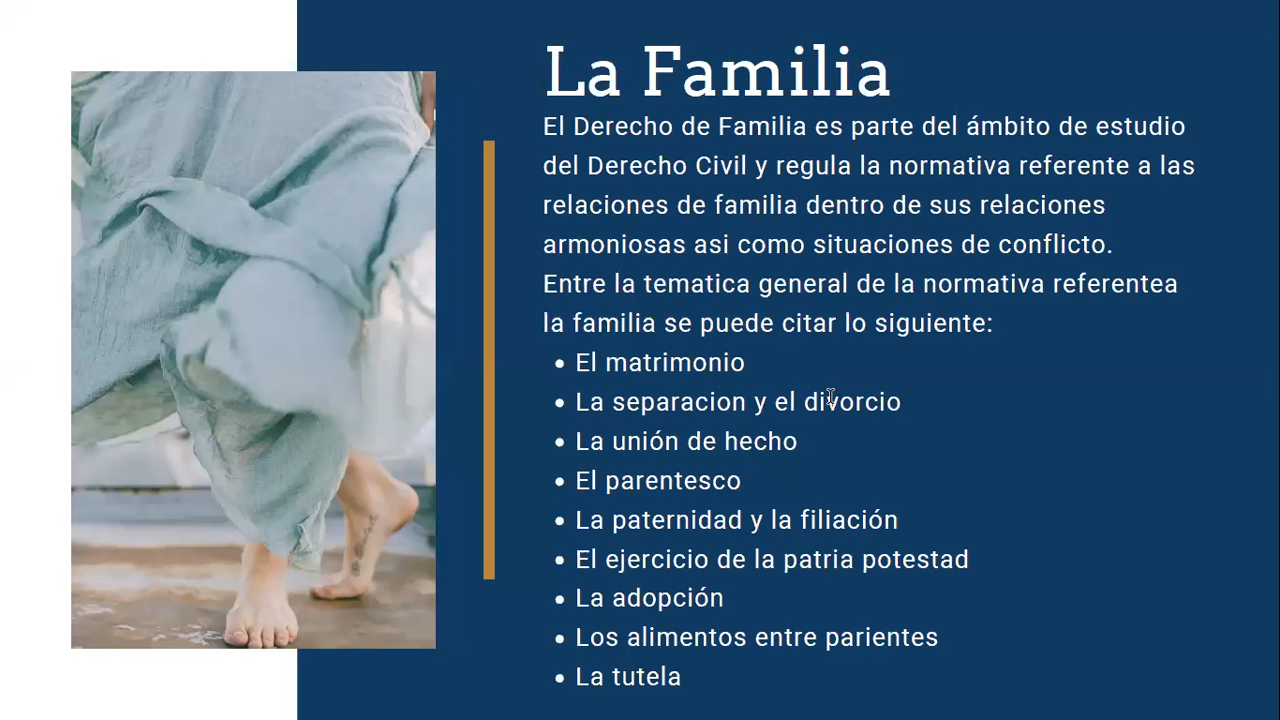 La Familia
El Derecho de Familia es parte del ámbito de estudio
del Derecho Civil y regula la normativa referente a las
relaciones de familia dentro de sus relaciones
armoniosas asi como situaciones de conflicto.
Entre la tematica general de la normativa referentea
la familia se puede citar lo siguiente:
• El matrimonio
• La separacion y el divorcio
• La unión de hecho
• El parentesco
• La paternidad y la filiación
• El ejercicio de la patria potestad
• La adopción
• Los alimentos entre parientes
• La tutela